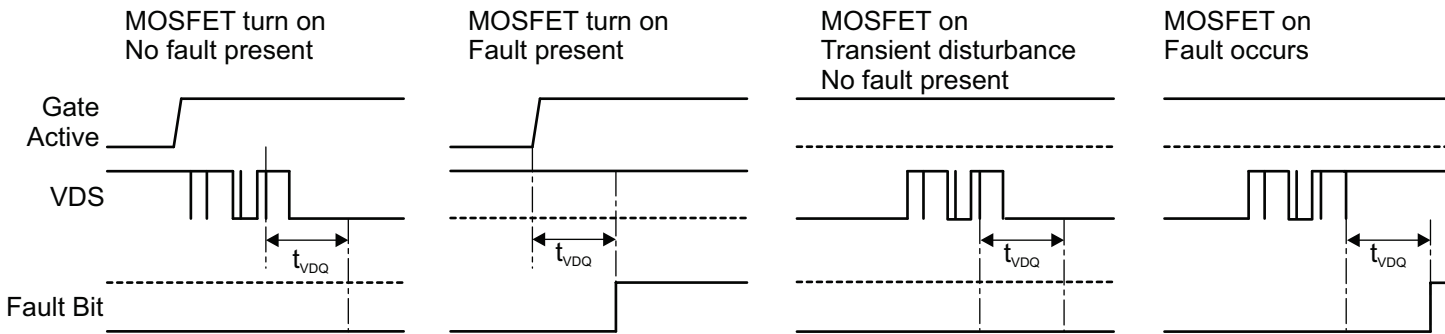 MOSFET turn on
No fault present
MOSFET turn on
Fault present
MOSFET on
Transient disturbance
No fault present
MOSFET on
Fault occurs
Gate
Active
VDS
tVDQ
tVDQ
tVDQ
tVDQ
Fault Bit